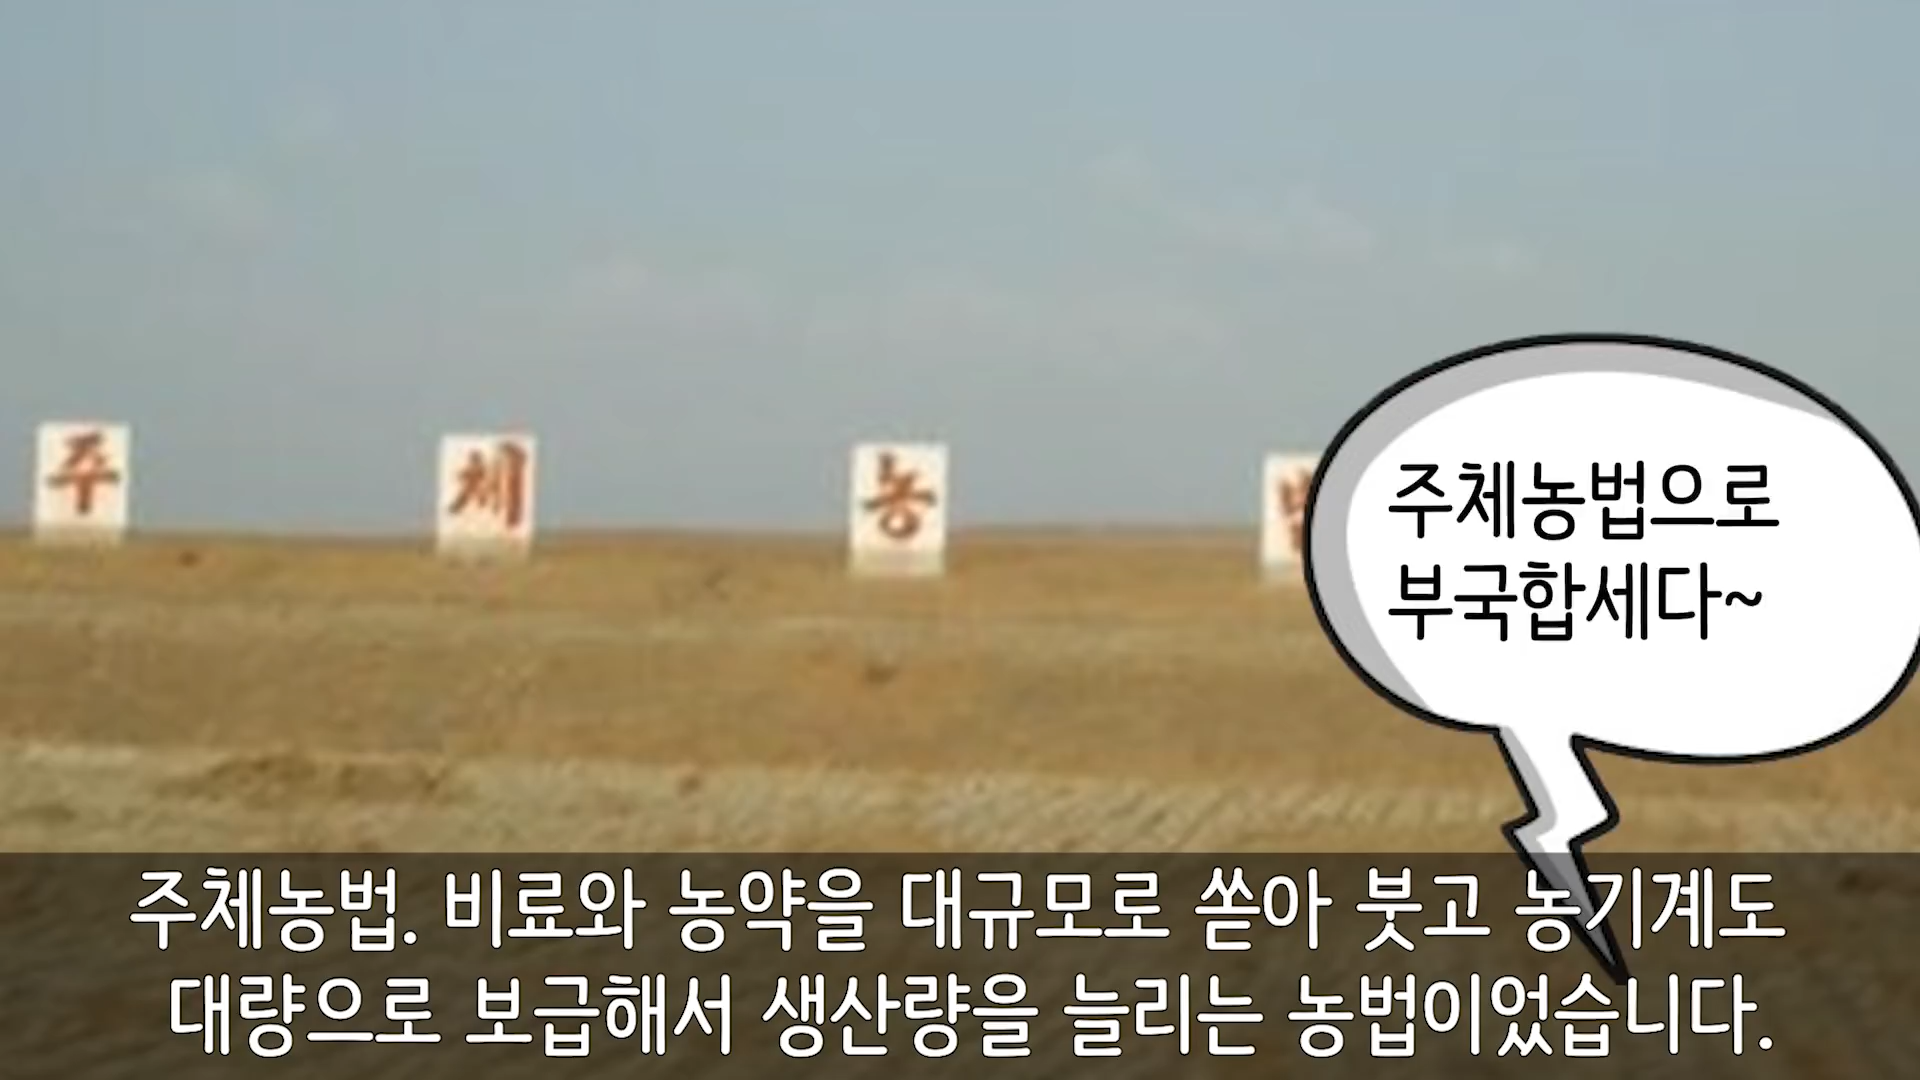 주 체 농
주체농법으로
부국합세다~
주체농법. 비료와 농약을 대규모로 쏟아 붓고 농기계도
대량으로 보급해서 생산량을 늘리는 농법이었습니다.